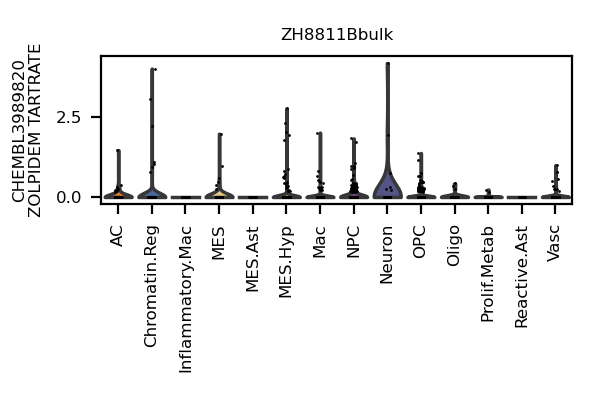 ZH8811Bbulk
CHEMBL3989820
ZOLPIDEM TARTRATE
2.5
0.0
AC
Chromatin.Reg
Inflammatory.Mac
MES
MES.Ast
MES.Hyp
Mac
NPC
Neuron
OPC
Oligo
Prolif.Metab
Reactive.Ast
Vasc